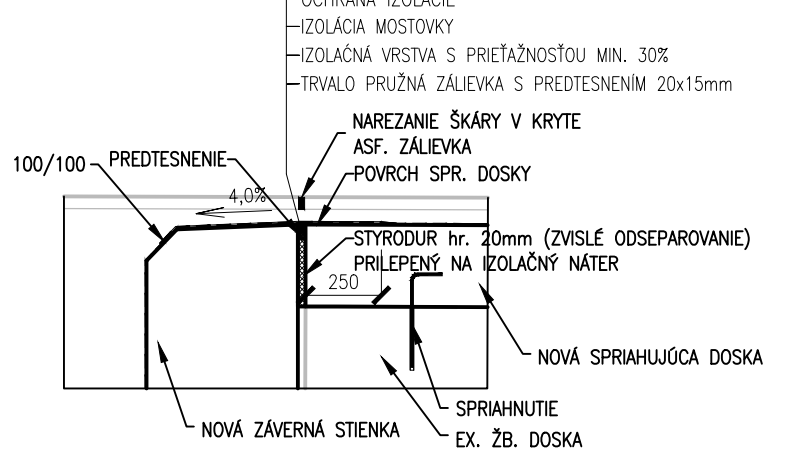 OCHRANA IZOLÁCIE
IZOLÁCIA MOSTOVKY
IZOLAČNÁ VRSTVA S PRIEŤAŽNOSŤOU MIN. 30%
TRVALO PRUŽNÁ ZÁLIEVKA S PREDTESNENÍM 20x15mm
NAREZANIE ŠKÁRY V KRYTE
ASF. ZÁLIEVKA
100/100
PREDTESNENIE
POVRCH SPR. DOSKY
4,0%
STYRODUR hr. 20mm (ZVISLÉ ODSEPAROVANIE)
PRILEPENÝ NA IZOLAČNÝ NÁTER
250
NOVÁ SPRIAHUJÚCA DOSKA
SPRIAHNUTIE
NOVÁ ZÁVERNÁ STIENKA
EX. ŽB. DOSKA